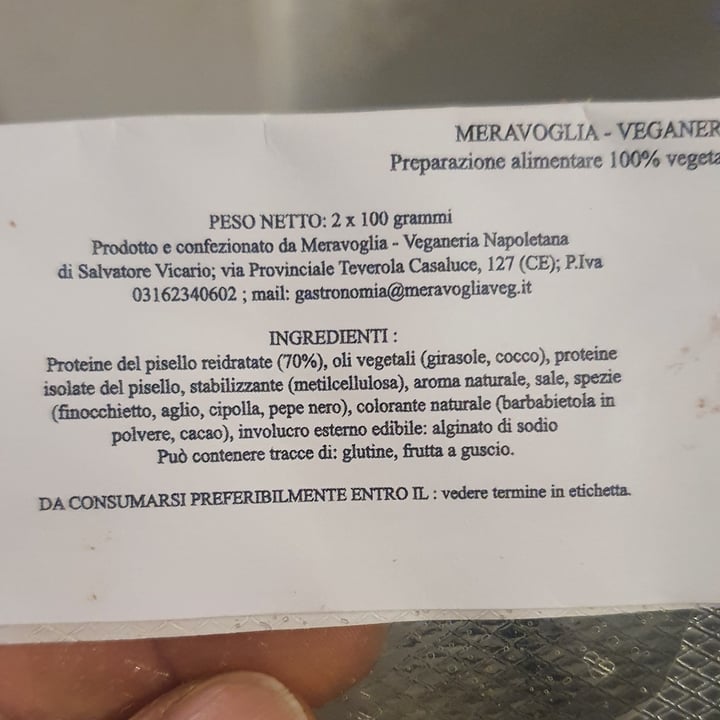 MERAVOGLIA - VEGANER
Preparazione alimentare 100% vegeta
PESO NETTO: 2 x 100 grammi
Prodotto e confezionato da Meravoglia - Veganeria Napoletana
di Salvatore Vicario; via Provinciale Teverola Casaluce, 127 (CE); P.Iva
03162340602 ; mail: gastronomia@meravogliaveg.it
INGREDIENTI :
Proteine del pisello reidratate (70%), oli vegetali (girasole, cocco), proteine
isolate del pisello, stabilizzante (metilcellulosa), aroma naturale, sale, spezie
(finocchietto, aglio, cipolla, pepe nero), colorante naturale (barbabietola in
polvere, cacao), involucro esterno edibile: alginato di sodio
Può contenere tracce di: glutine, frutta a guscio.
DA CONSUMARSI PREFERIBILMENTE ENTRO IL : vedere termine in etichetta.